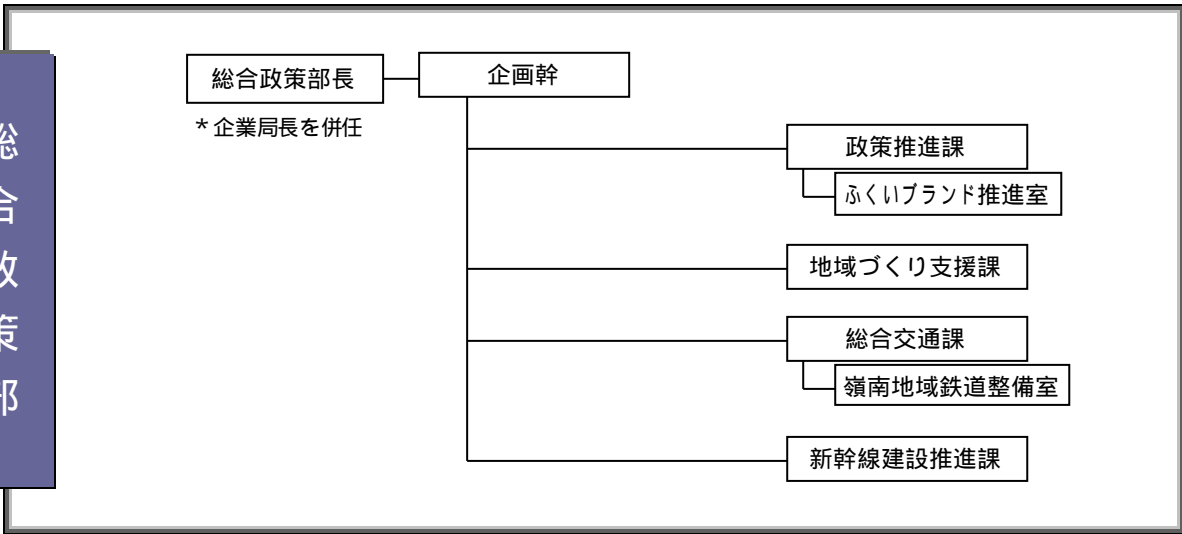 総合政策部
総合政策部長
企画幹
*企業局長を併任
政策推進課
ふくいブランド推進室
地域づくり支援課
総合交通課
嶺南地域鉄道整備室
新幹線建設推進課